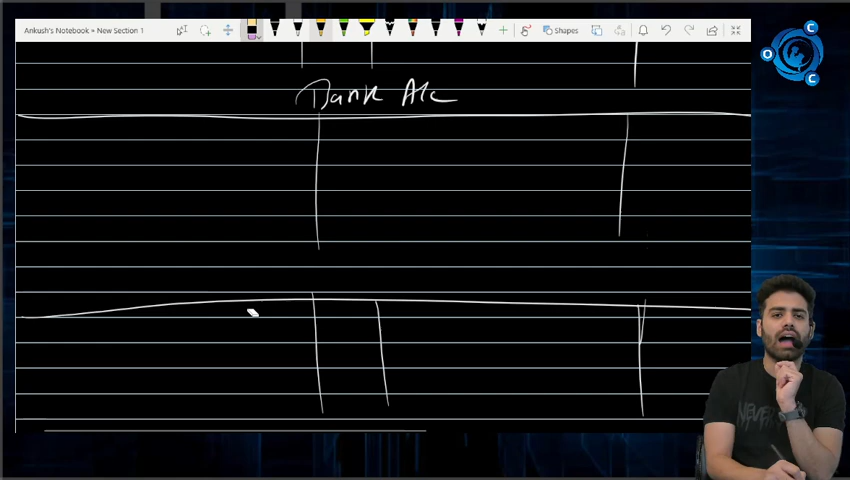 Ankush's Notebook > New Section 1
Shapes
Bank A/c
C
O
C